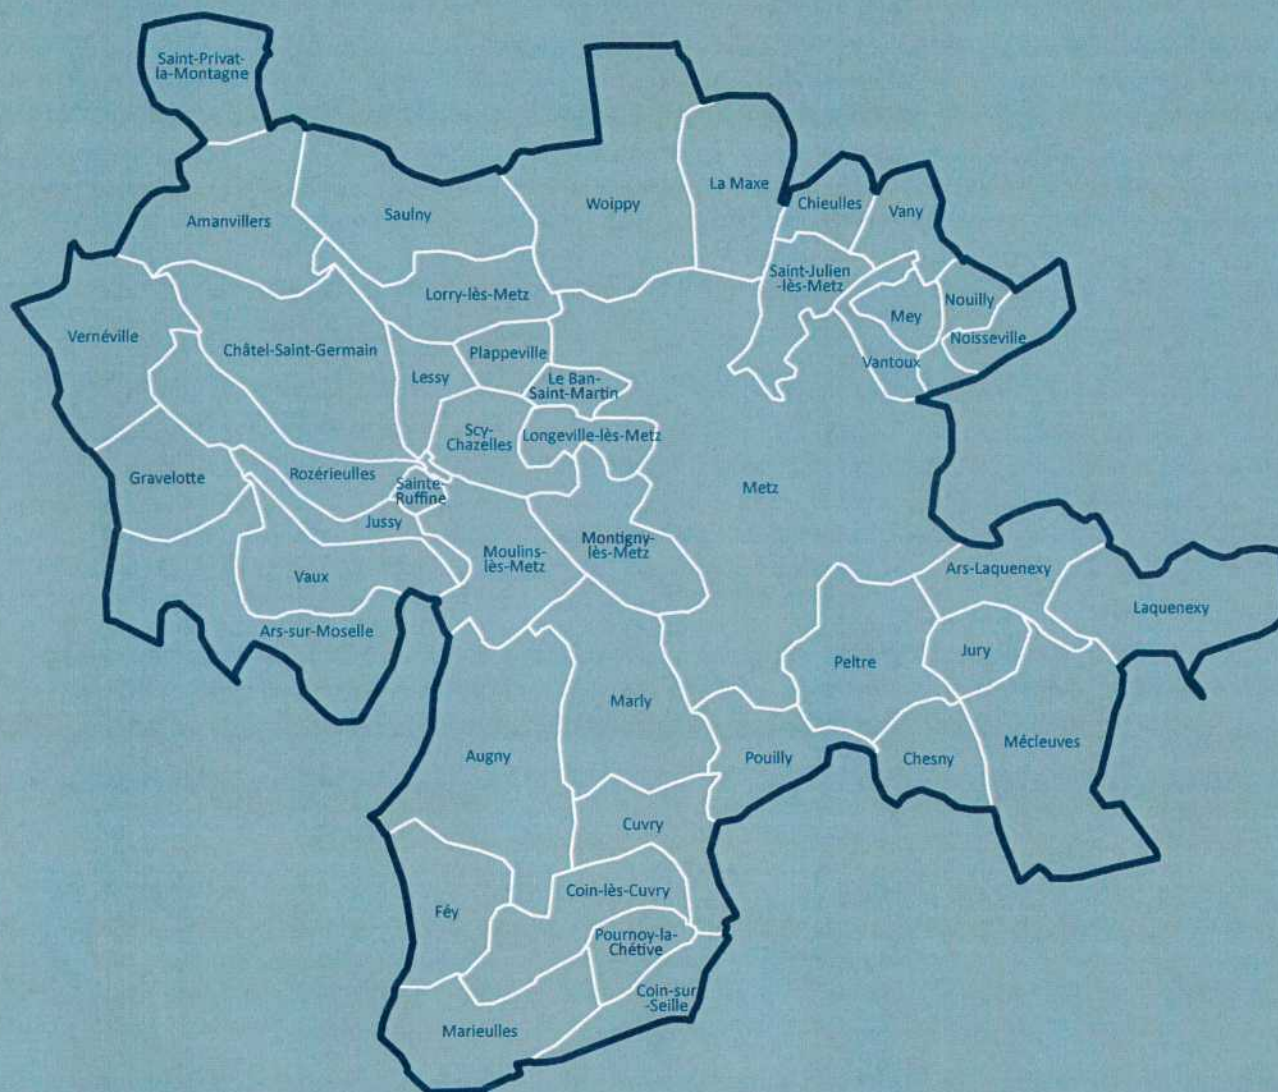 Saint-Privat-
la-Montagne
Amanvillers
Saulny
Woippy
La Maxe
Chieulles
Vany
Saint-Julien
-lès-Metz
Mey
Nouilly
Noisseville
Vantoux
Lorry-lès-Metz
Vernéville
Châtel-Saint-Germain
Lessy
Plappeville
Le Ban-
Saint-Martin
Scy-
Chazelles
Longeville-lès-Metz
Gravelotte
Rozérieulles
Sainte-
Ruffine
Jussy
Metz
Moulins-
lès-Metz
Montigny-
lès-Metz
Vaux
Ars-sur-Moselle
Ars-Laquenexy
Laquenexy
Peltre
Jury
Marly
Augny
Pouilly
Chesny
Mécleuves
Cuvry
Coin-lès-Cuvry
Féy
Pournoy-la-
Chétive
Coin-sur
-Seille
Marieulles